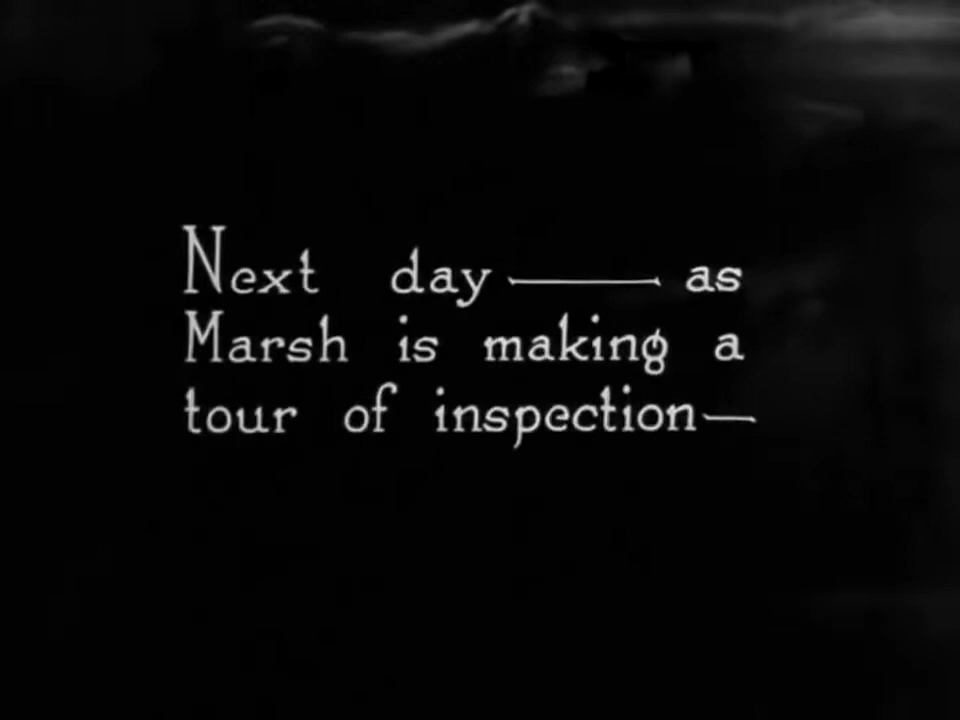 Next day — as
Marsh is making a
tour of inspection—